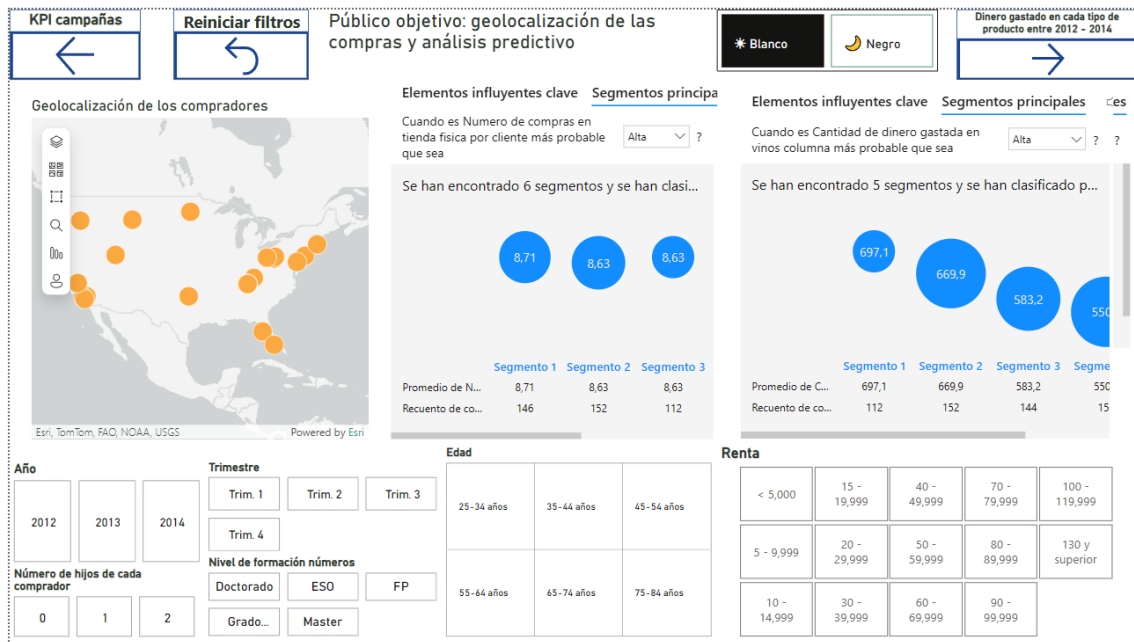 KPI campañas
Reiniciar filtros
Público objetivo: geolocalización de las
compras y análisis predictivo
Blanco
Negro
Dinero gastado en cada tipo de
producto entre 2012 - 2014
Geolocalización de los compradores
Esri, TomTom, FAO, NOAA, USGS
Powered by Esri
Elementos influyentes clave
Segmentos principa
Cuando es Numero de compras en
tienda fisica por cliente más probable
que sea
Alta
?
Se han encontrado 6 segmentos y se han clasi...
8,71
8,63
8,63
Segmento 1 Segmento 2 Segmento 3
Promedio de N... 8,71 8,63 8,63
Recuento de co... 146 152 112
Elementos influyentes clave
Segmentos principales
es
Cuando es Cantidad de dinero gastada en
vinos columna más probable que sea
Alta
? ?
Se han encontrado 5 segmentos y se han clasificado p...
697,1
669,9
583,2
550
Segmento 1 Segmento 2 Segmento 3 Segme
Promedio de C... 697,1 669,9 583,2 550
Recuento de co... 112 152 144 15
Año
2012
2013
2014
Número de hijos de cada
comprador
0
1
2
Trimestre
Trim. 1
Trim. 2
Trim. 3
Trim. 4
Nivel de formación números
Doctorado
ESO
FP
Grado...
Master
Edad
25-34 años
35-44 años
45-54 años
55-64 años
65-74 años
75-84 años
Renta
< 5,000
15 -
19,999
40 -
49,999
70 -
79,999
100 -
119,999
5 - 9,999
20 -
29,999
50 -
59,999
80 -
89,999
130 y
superior
10 -
14,999
30 -
39,999
60 -
69,999
90 -
99,999